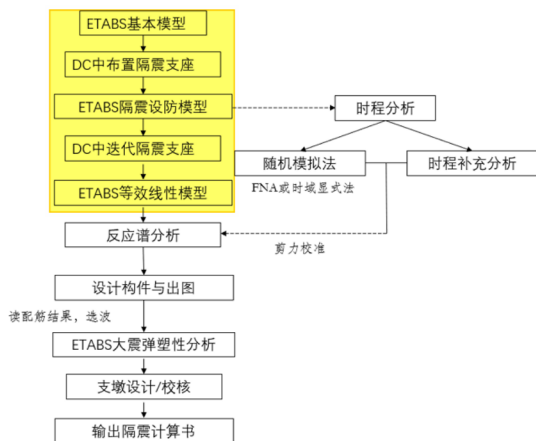 ETABS基本模型
DC中布置隔震支座
ETABS隔震设防模型
时程分析
DC中迭代隔震支座
随机模拟法
时程补充分析
FNA或时域显式法
ETABS等效线性模型
反应谱分析
剪力校准
设计构件与出图
读配筋结果，选波
ETABS大震弹塑性分析
支墩设计/校核
输出隔震计算书